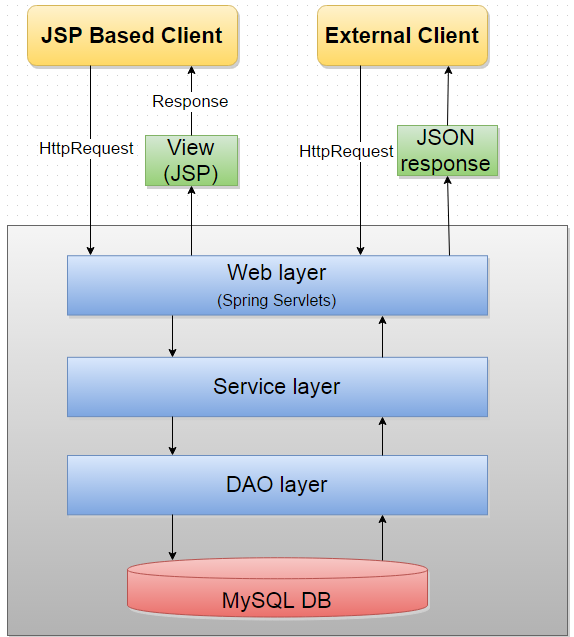 JSP Based Client
External Client
Response
HttpRequest
View
(JSP)
HttpRequest
JSON
response
Web layer
(Spring Servlets)
Service layer
DAO layer
MySQL DB